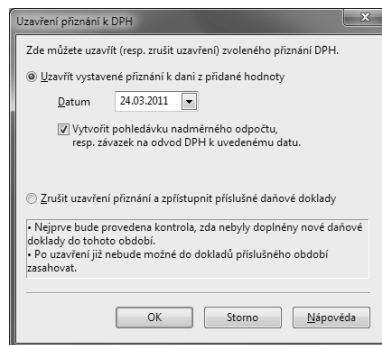 Uzavření přiznání k DPH
Zde můžete uzavřít (resp. zrušit uzavření) zvoleného přiznání DPH.
Uzavřít vystavené přiznání k dani z přidané hodnoty
Datum 24.03.2011
Vytvořit pohledávku nadměrného odpočtu,
resp. závazek na odvod DPH k uvedenému datu.
Zrušit uzavření přiznání a zpřístupnit příslušné daňové doklady
• Nejprve bude provedena kontrola, zda nebyly doplněny nové daňové
doklady do tohoto období.
• Po uzavření již nebude možné do dokladů příslušného období
zasahovat.
OK Storno Nápověda